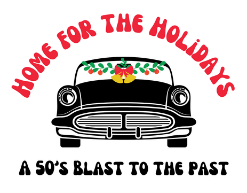 HOME FOR THE HOLIDAYS
A 50'S BLAST TO THE PAST